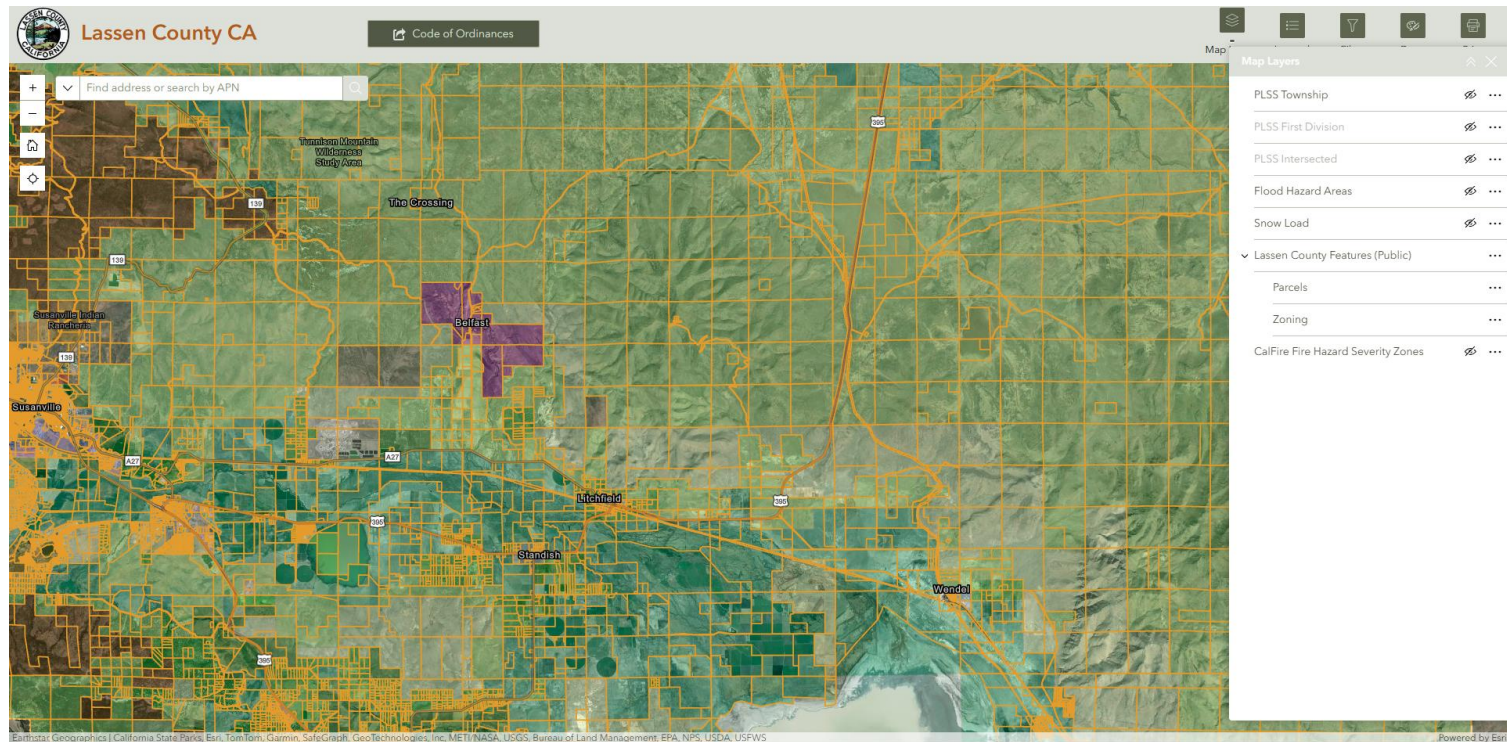 LASSEN COUNTY
CALIFORNIA
Lassen County CA
Code of Ordinances
Map
Map Layers
Find address or search by APN
PLSS Township
PLSS First Division
PLSS Intersected
Flood Hazard Areas
Snow Load
Lassen County Features (Public)
Parcels
Zoning
CalFire Fire Hazard Severity Zones
395
Tunnison Mountain
Wilderness
Study Area
139
The Crossing
139
Susanville Indian
Rancheria
Belfast
139
Susanville
A27
A27
Litchfield
395
395
Standish
Wendel
395
Earthstar Geographics | California State Parks, Esri, TomTom, Garmin, SafeGraph, GeoTechnologies, Inc, METI/NASA, USGS, Bureau of Land Management, EPA, NPS, USDA, USFWS
Powered by Esri